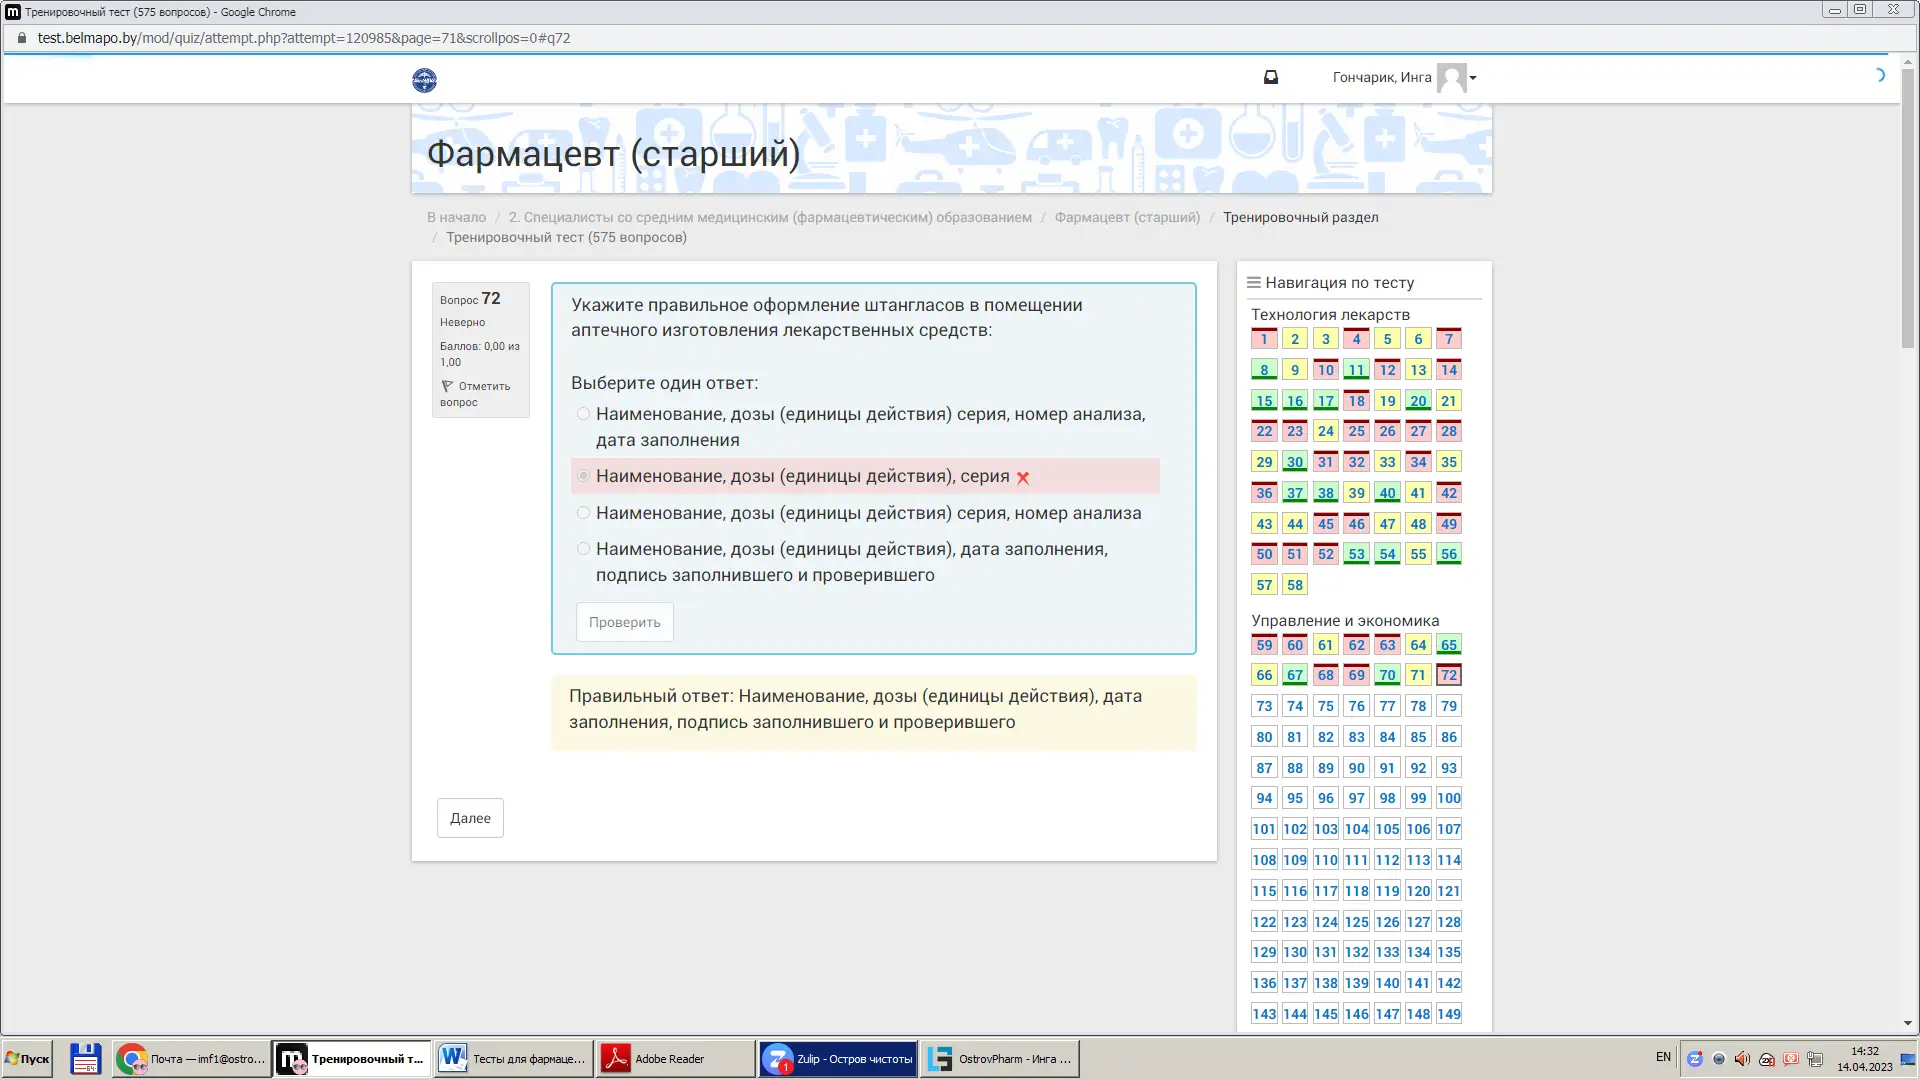 Тренировочный тест (575 вопросов) - Google Chrome
test.belmapo.by/mod/quiz/attempt.php?attempt=120985&page=71&scrollpos=0#q72
Гончарик, Инга
Фармацевт (старший)
В начало / 2. Специалисты со средним медицинским (фармацевтическим) образованием / Фармацевт (старший) / Тренировочный раздел
/ Тренировочный тест (575 вопросов)
Вопрос 72
Неверно
Баллов: 0,00 из
1,00
Отметить
вопрос
Укажите правильное оформление штангласов в помещении
аптечного изготовления лекарственных средств:
Выберите один ответ:
Наименование, дозы (единицы действия) серия, номер анализа,
дата заполнения
Наименование, дозы (единицы действия), серия
Наименование, дозы (единицы действия) серия, номер анализа
Наименование, дозы (единицы действия), дата заполнения,
подпись заполнившего и проверившего
Проверить
Правильный ответ: Наименование, дозы (единицы действия), дата
заполнения, подпись заполнившего и проверившего
Далее
Навигация по тесту
Технология лекарств
1 2 3 4 5 6 7
8 9 10 11 12 13 14
15 16 17 18 19 20 21
22 23 24 25 26 27 28
29 30 31 32 33 34 35
36 37 38 39 40 41 42
43 44 45 46 47 48 49
50 51 52 53 54 55 56
57 58
Управление и экономика
59 60 61 62 63 64 65
66 67 68 69 70 71 72
73 74 75 76 77 78 79
80 81 82 83 84 85 86
87 88 89 90 91 92 93
94 95 96 97 98 99 100
101 102 103 104 105 106 107
108 109 110 111 112 113 114
115 116 117 118 119 120 121
122 123 124 125 126 127 128
129 130 131 132 133 134 135
136 137 138 139 140 141 142
143 144 145 146 147 148 149
Пуск
64
Почта — imf1@ostro...
Тренировочный т...
Тесты для фармаце...
Adobe Reader
1
Zulip - Остров чистоты
OstrovPharm - Инга ...
EN
14:32
14.04.2023